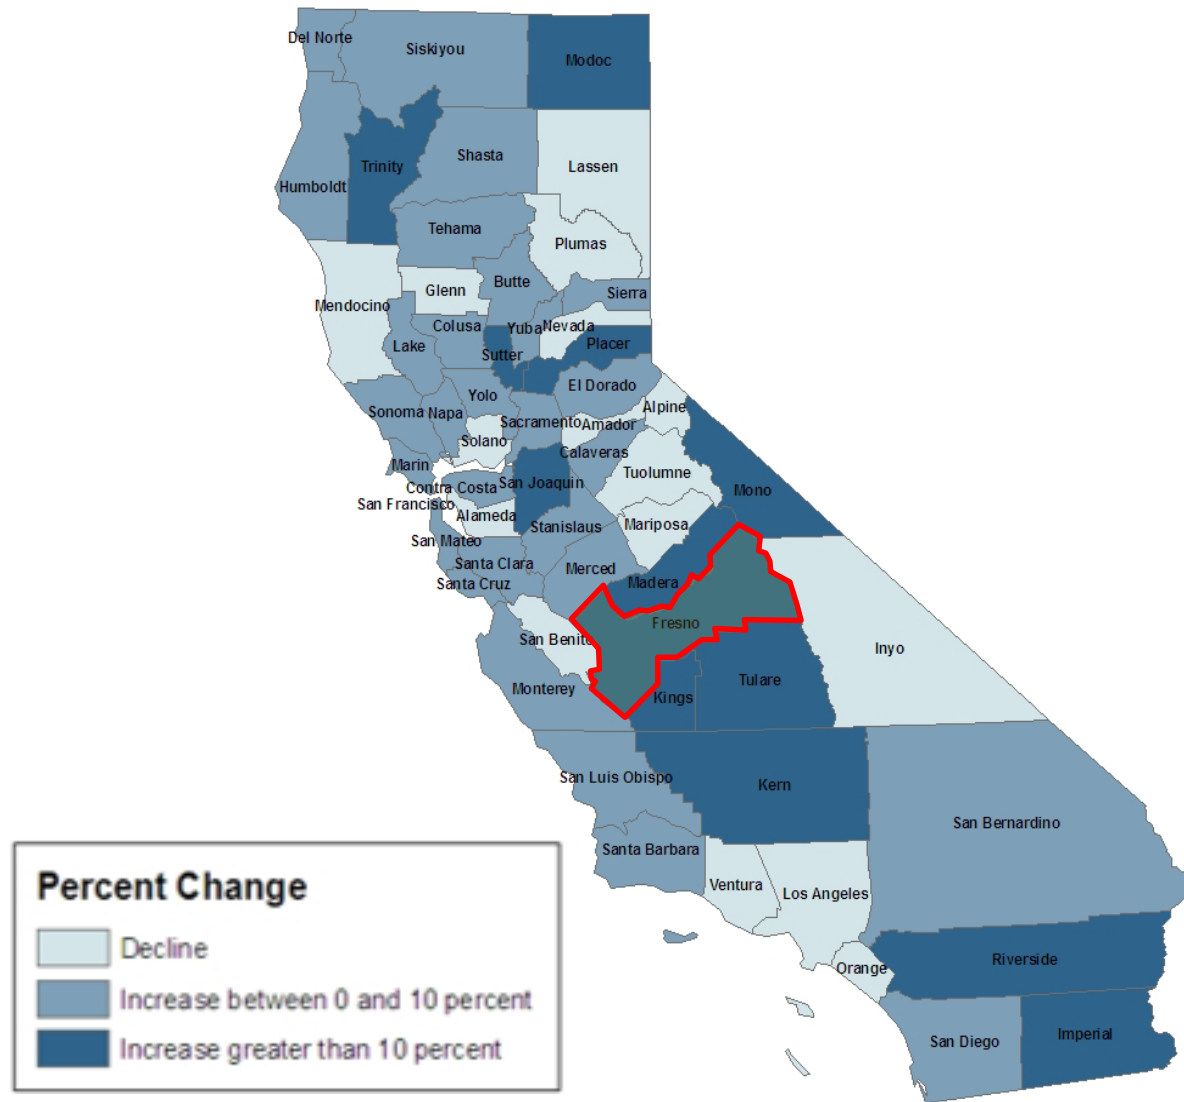 Del Norte
Siskiyou
Modoc
Trinity
Shasta
Lassen
Humboldt
Tehama
Plumas
Butte
Glenn
Sierra
Mendocino
Colusa
Yuba
Nevada
Lake
Sutter
Placer
El Dorado
Yolo
Sonoma
Napa
Sacramento
Alpine
Amador
Solano
Calaveras
Marin
Tuolumne
Contra Costa
San Joaquin
Mono
San Francisco
Alameda
Stanislaus
Mariposa
San Mateo
Santa Clara
Merced
Santa Cruz
Madera
Fresno
San Benito
Inyo
Monterey
Kings
Tulare
San Luis Obispo
Kern
San Bernardino
Santa Barbara
Ventura
Los Angeles
Orange
Riverside
San Diego
Imperial
Percent Change
Decline
Increase between 0 and 10 percent
Increase greater than 10 percent